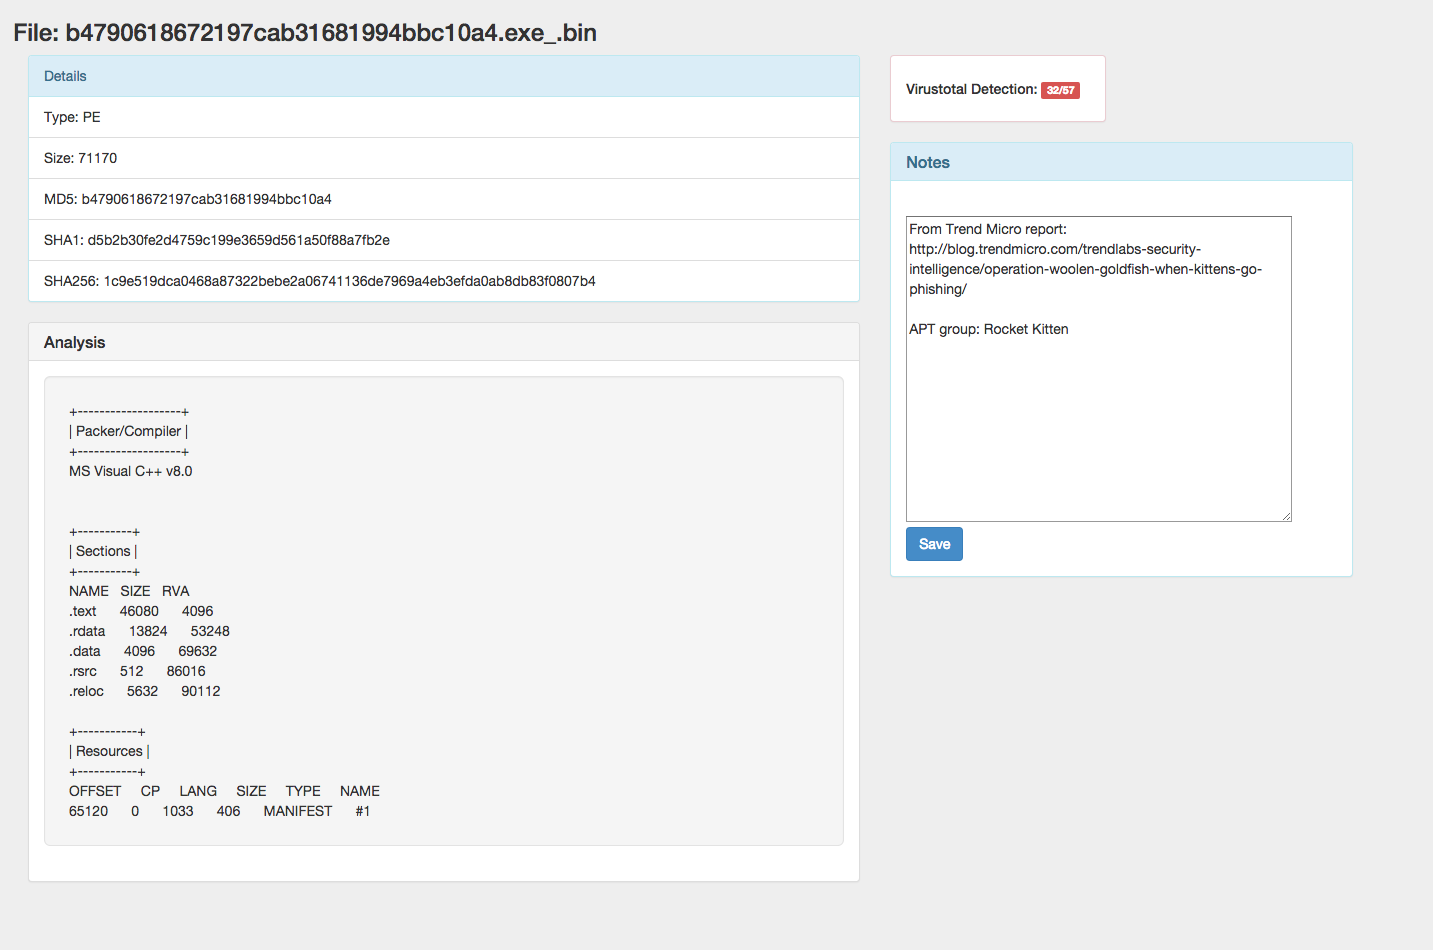 File: b4790618672197cab31681994bbc10a4.exe_.bin
Details
Type: PE
Size: 71170
MD5: b4790618672197cab31681994bbc10a4
SHA1: d5b2b30fe2d4759c199e3659d561a50f88a7fb2e
SHA256: 1c9e519dca0468a87322bebe2a06741136de7969a4eb3efda0ab8db83f0807b4
Analysis
+-------------------+
| Packer/Compiler |
+-------------------+
MS Visual C++ v8.0
+----------+
| Sections |
+----------+
NAME SIZE RVA
.text 46080 4096
.rdata 13824 53248
.data 4096 69632
.rsrc 512 86016
.reloc 5632 90112
+-----------+
| Resources |
+-----------+
OFFSET CP LANG SIZE TYPE NAME
65120 0 1033 406 MANIFEST #1
Virustotal Detection: 32/57
Notes
From Trend Micro report:
http://blog.trendmicro.com/trendlabs-security-
intelligence/operation-woolen-goldfish-when-kittens-go-
phishing/
APT group: Rocket Kitten
Save